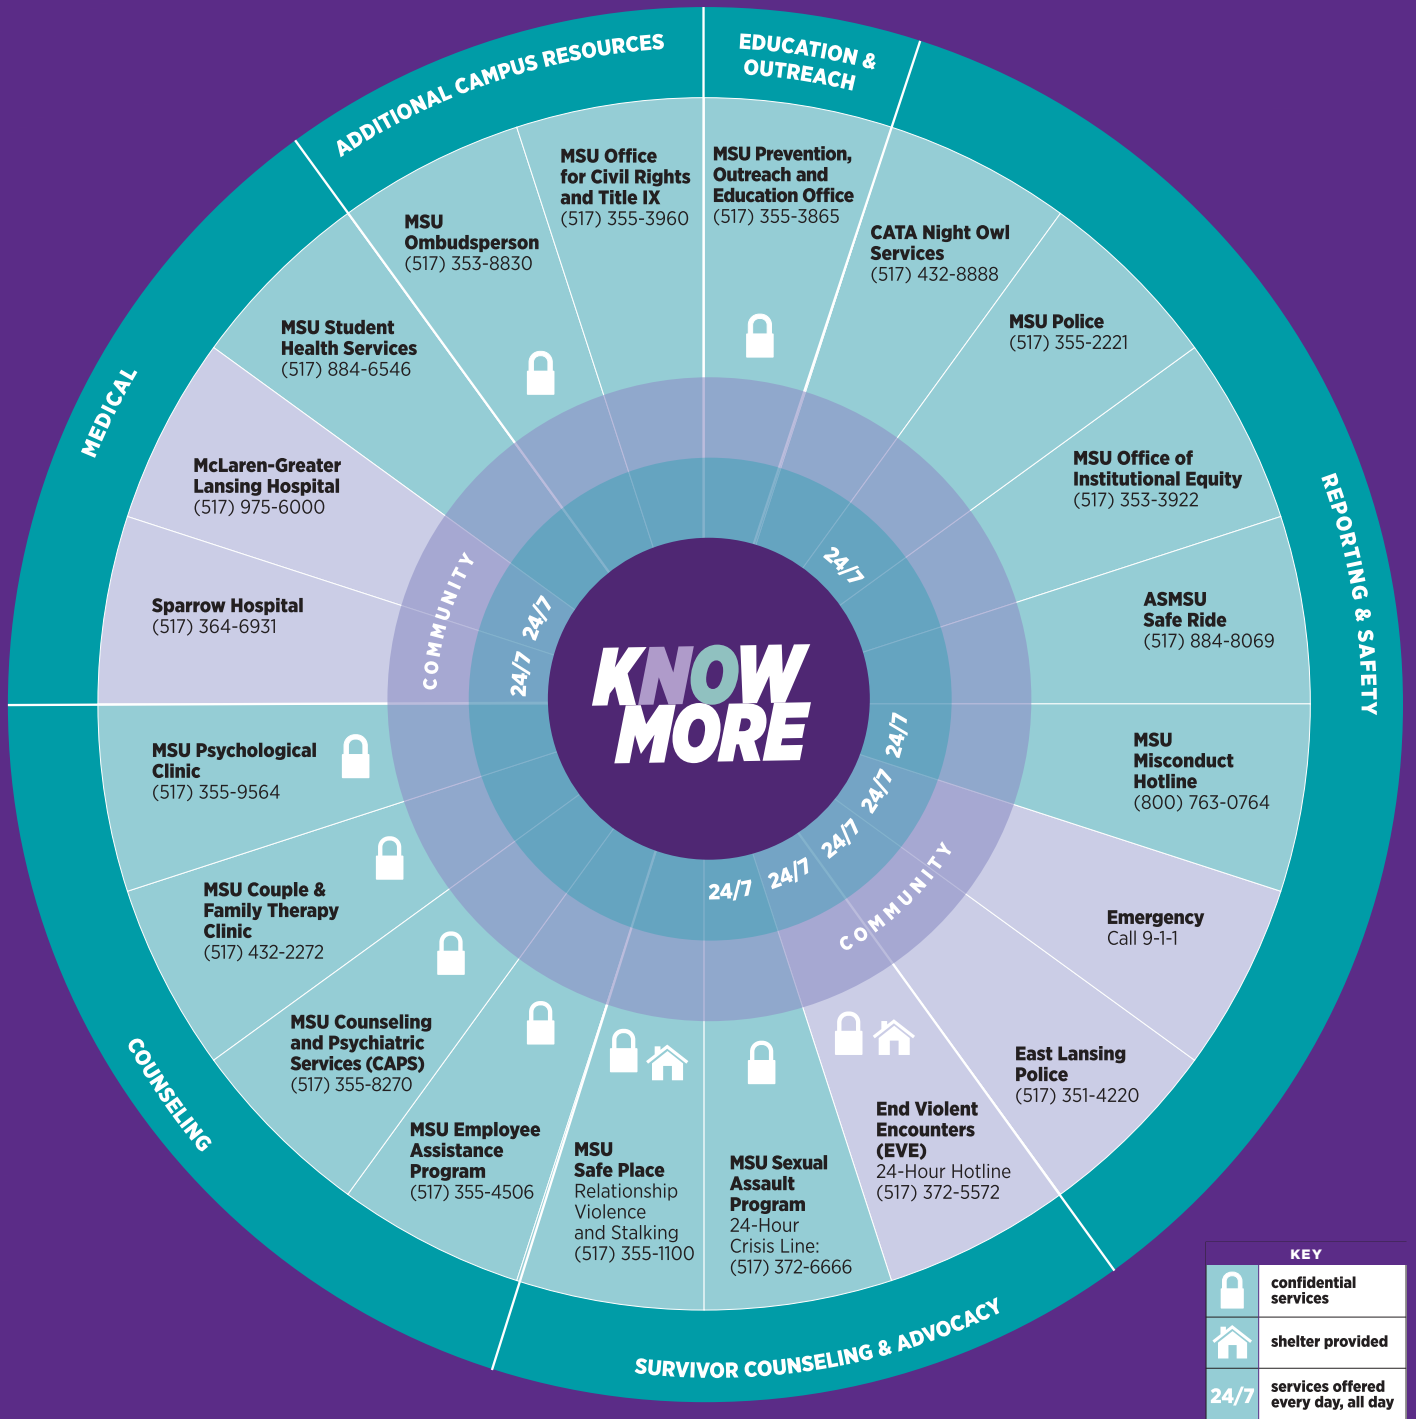 ADDITIONAL CAMPUS RESOURCES
MSU
Ombudsperson
(517) 353-8830
MSU Office
for Civil Rights
and Title IX
(517) 355-3960
EDUCATION &
OUTREACH
MSU Prevention,
Outreach and
Education Office
(517) 355-3865
REPORTING & SAFETY
CATA Night Owl
Services
(517) 432-8888
MSU Police
(517) 355-2221
24/7
MSU Office of
Institutional Equity
(517) 353-3922
ASMSU
Safe Ride
(517) 884-8069
MSU
Misconduct
Hotline
(800) 763-0764
24/7
Emergency
Call 9-1-1
24/7
East Lansing
Police
(517) 351-4220
24/7
COMMUNITY
SURVIVOR COUNSELING & ADVOCACY
End Violent
Encounters
(EVE)
24-Hour Hotline
(517) 372-5572
24/7
MSU Sexual
Assault
Program
24-Hour
Crisis Line:
(517) 372-6666
24/7
MSU
Safe Place
Relationship
Violence
and Stalking
(517) 355-1100
COUNSELING
MSU Employee
Assistance
Program
(517) 355-4506
MSU Counseling
and Psychiatric
Services (CAPS)
(517) 355-8270
MSU Couple &
Family Therapy
Clinic
(517) 432-2272
MSU Psychological
Clinic
(517) 355-9564
MEDICAL
Sparrow Hospital
(517) 364-6931
24/7
McLaren-Greater
Lansing Hospital
(517) 975-6000
24/7
COMMUNITY
MSU Student
Health Services
(517) 884-6546
KNOW
MORE
KEY
confidential
services
shelter provided
24/7
services offered
every day, all day